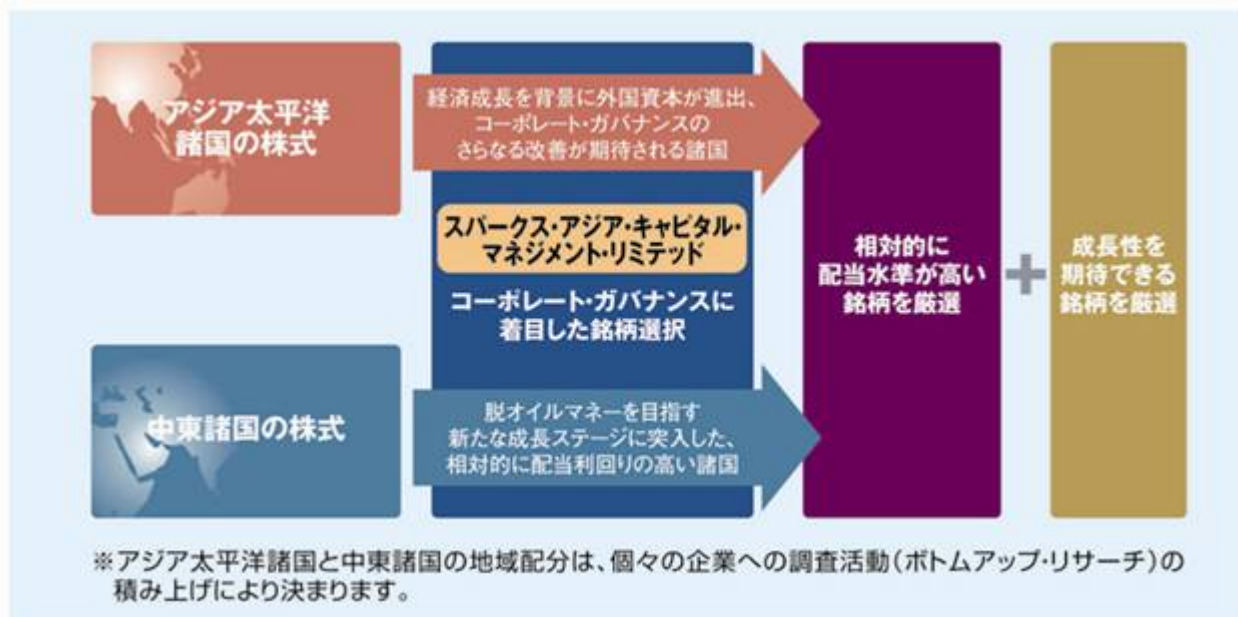 アジア太平洋
諸国の株式
経済成長を背景に外国資本が進出、
コーポレート・ガバナンスの
さらなる改善が期待される諸国
スパークス・アジア・キャピタル・
マネジメント・リミテッド
コーポレート・ガバナンスに
着目した銘柄選択
中東諸国の株式
脱オイルマネーを目指す
新たな成長ステージに突入した、
相対的に配当利回りの高い諸国
相対的に
配当水準が高い
銘柄を厳選
+
成長性を
期待できる
銘柄を厳選
※アジア太平洋諸国と中東諸国の地域配分は、個々の企業への調査活動(ボトムアップ・リサーチ)の
積み上げにより決まります。